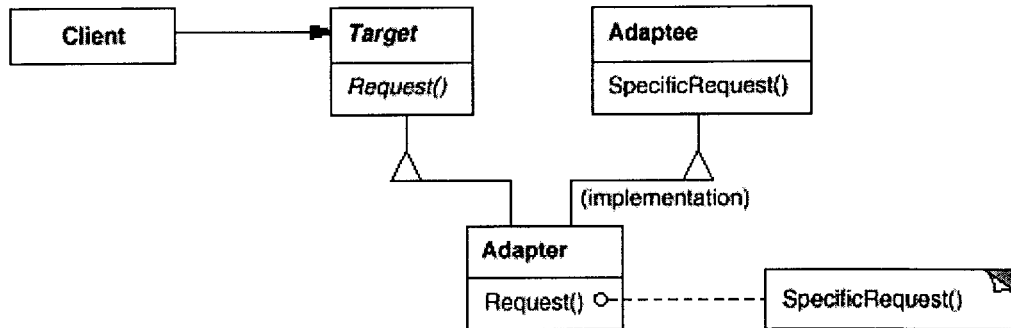 Client
Target
Request()
Adaptee
SpecificRequest()
(implementation)
Adapter
Request()
SpecificRequest()